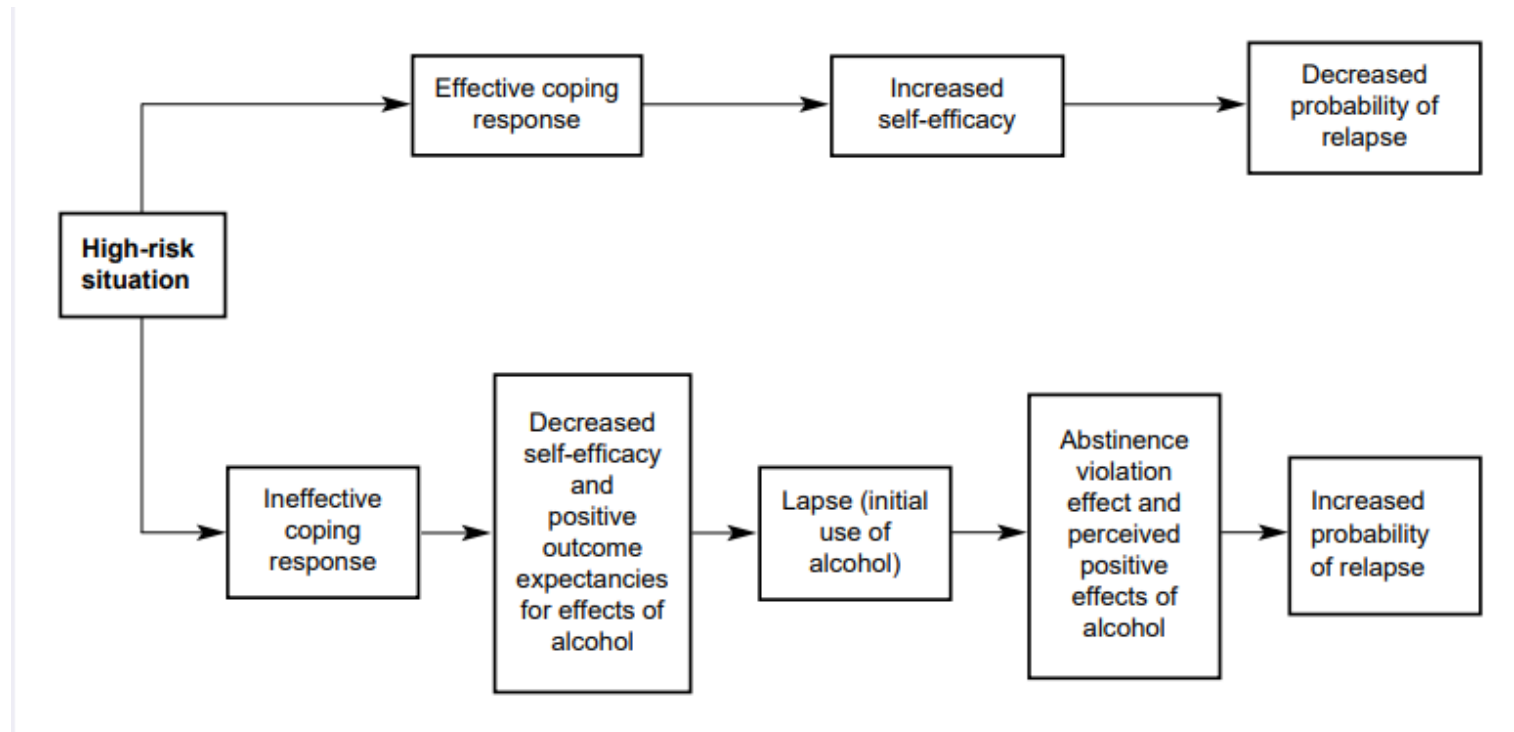 Effective coping
response
Increased
self-efficacy
Decreased
probability of
relapse
High-risk
situation
Ineffective
coping
response
Decreased
self-efficacy
and
positive
outcome
expectancies
for effects of
alcohol
Lapse (initial
use of
alcohol)
Abstinence
violation
effect and
perceived
positive
effects of
alcohol
Increased
probability
of relapse